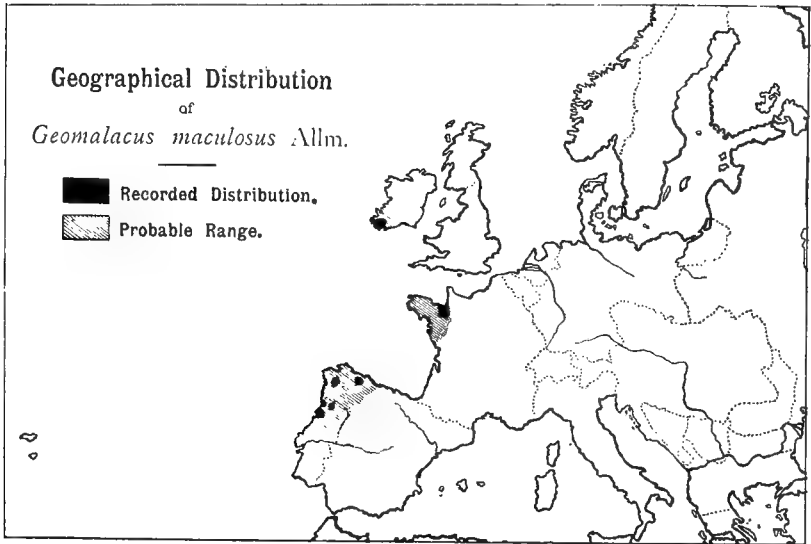 Geographical Distribution
of
Geomalacus maculosus Allm.
Recorded Distribution.
Probable Range.